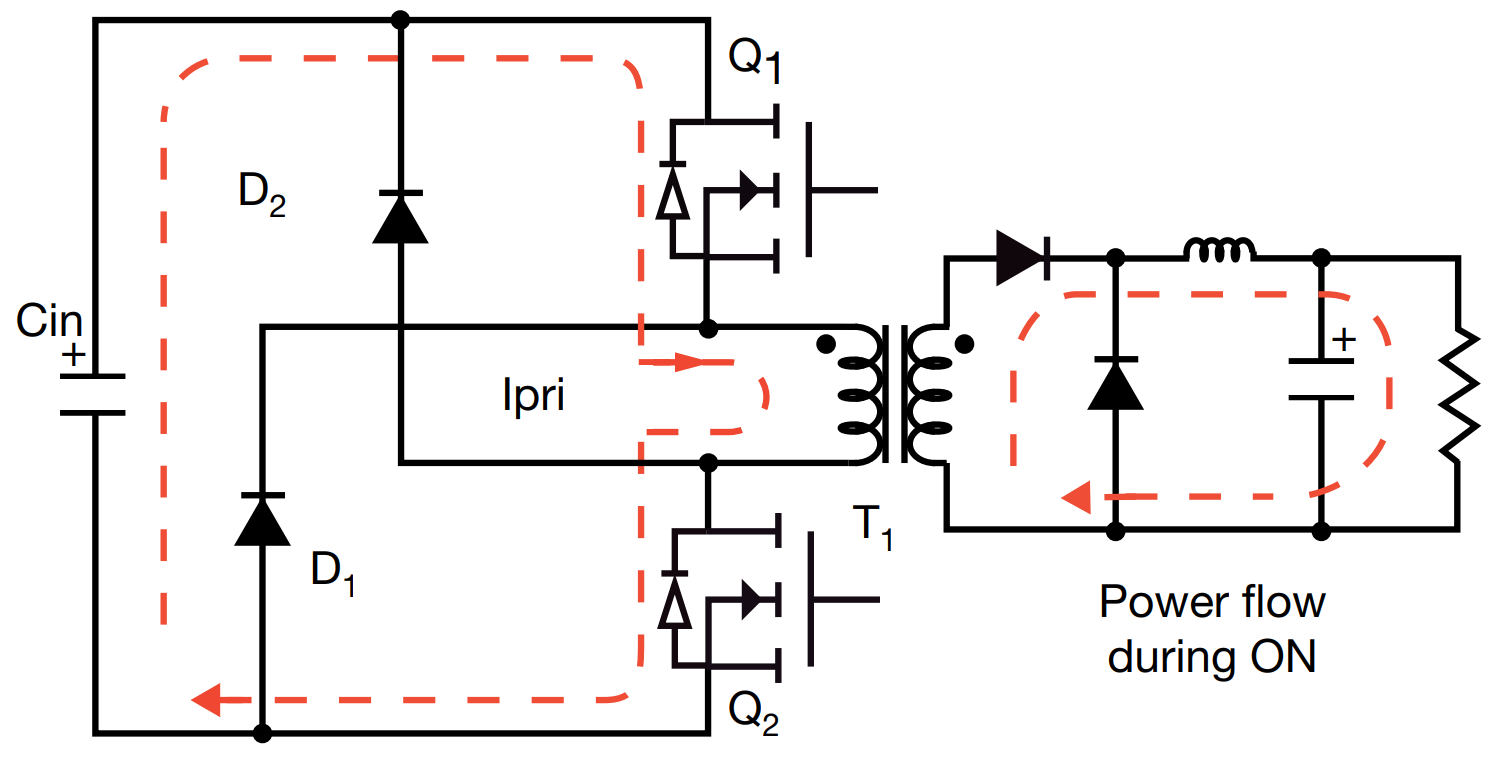 Q1
D2
Cin
+
+
Ipri
T1
D1
Power flow
during ON
Q2